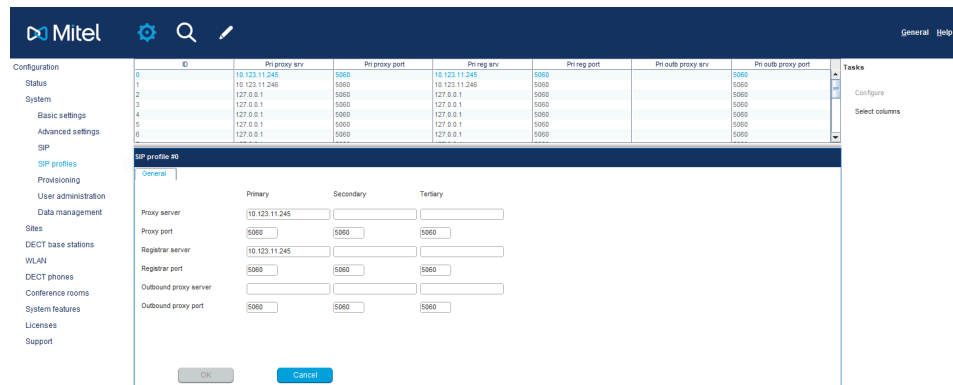 Mitel
General Help
Configuration
Status
System
Basic settings
Advanced settings
SIP
SIP profiles
Provisioning
User administration
Data management
Sites
DECT base stations
WLAN
DECT phones
Conference rooms
System features
Licenses
Support
ID Pri proxy srv Pri proxy port Pri reg srv Pri reg port Pri outb proxy srv Pri outb proxy port
0 10.123.11.245 5060 10.123.11.245 5060 5060
1 10.123.11.246 5060 10.123.11.246 5060 5060
2 127.0.0.1 5060 127.0.0.1 5060 5060
3 127.0.0.1 5060 127.0.0.1 5060 5060
4 127.0.0.1 5060 127.0.0.1 5060 5060
5 127.0.0.1 5060 127.0.0.1 5060 5060
6 127.0.0.1 5060 127.0.0.1 5060 5060
Tasks
Configure
Select columns
SIP profile #0
General
Primary Secondary Tertiary
Proxy server 10.123.11.245
Proxy port 5060 5060 5060
Registrar server 10.123.11.245
Registrar port 5060 5060 5060
Outbound proxy server
Outbound proxy port 5060 5060 5060
OK Cancel